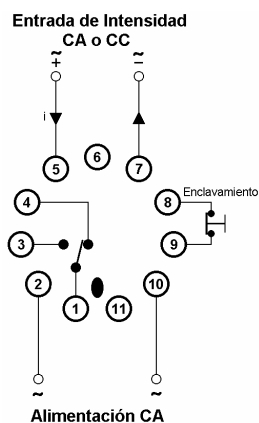 Entrada de Intensidad
CA o CC
~ ~
+ −
i
5 6 7
4 8 Enclavamiento
3 9
2 10
1 11
~ ~
Alimentación CA